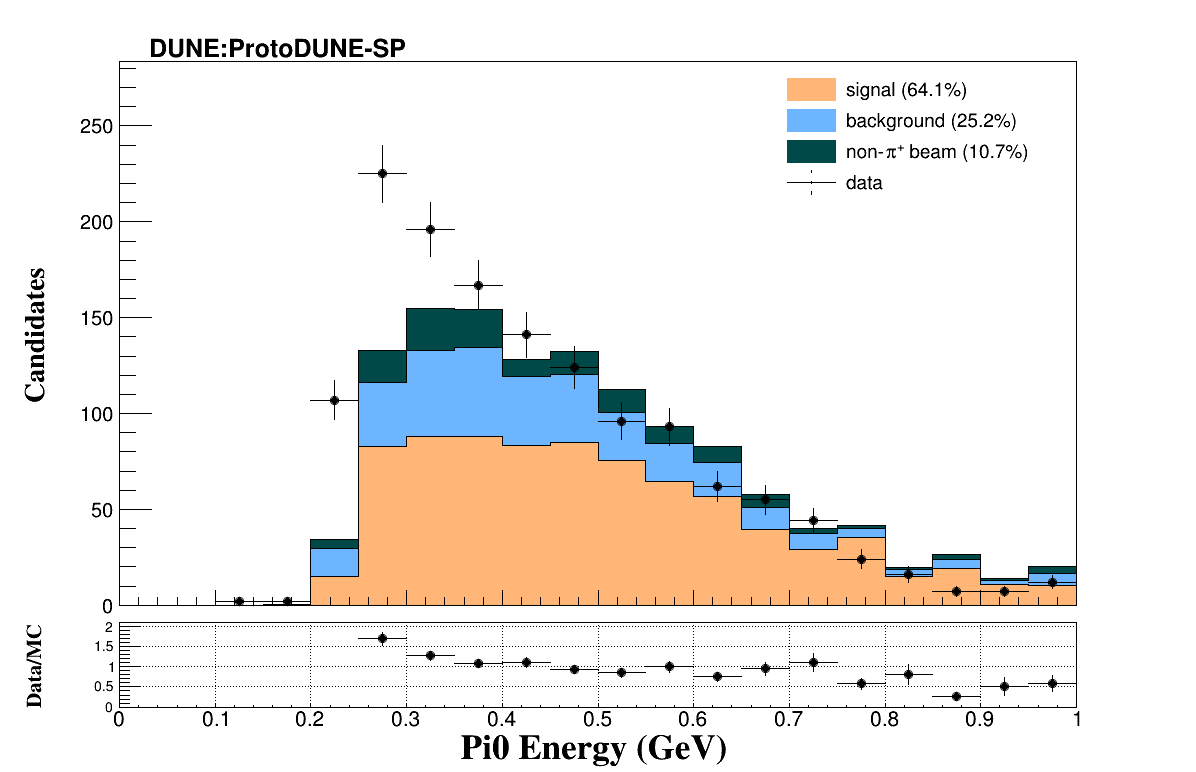 DUNE:ProtoDUNE-SP
signal (64.1%)
background (25.2%)
non-π⁺ beam (10.7%)
data
Candidates
250
200
150
100
50
0
Data/MC
2
1.5
1
0.5
0
0 0.1 0.2 0.3 0.4 0.5 0.6 0.7 0.8 0.9 1
Pi0 Energy (GeV)